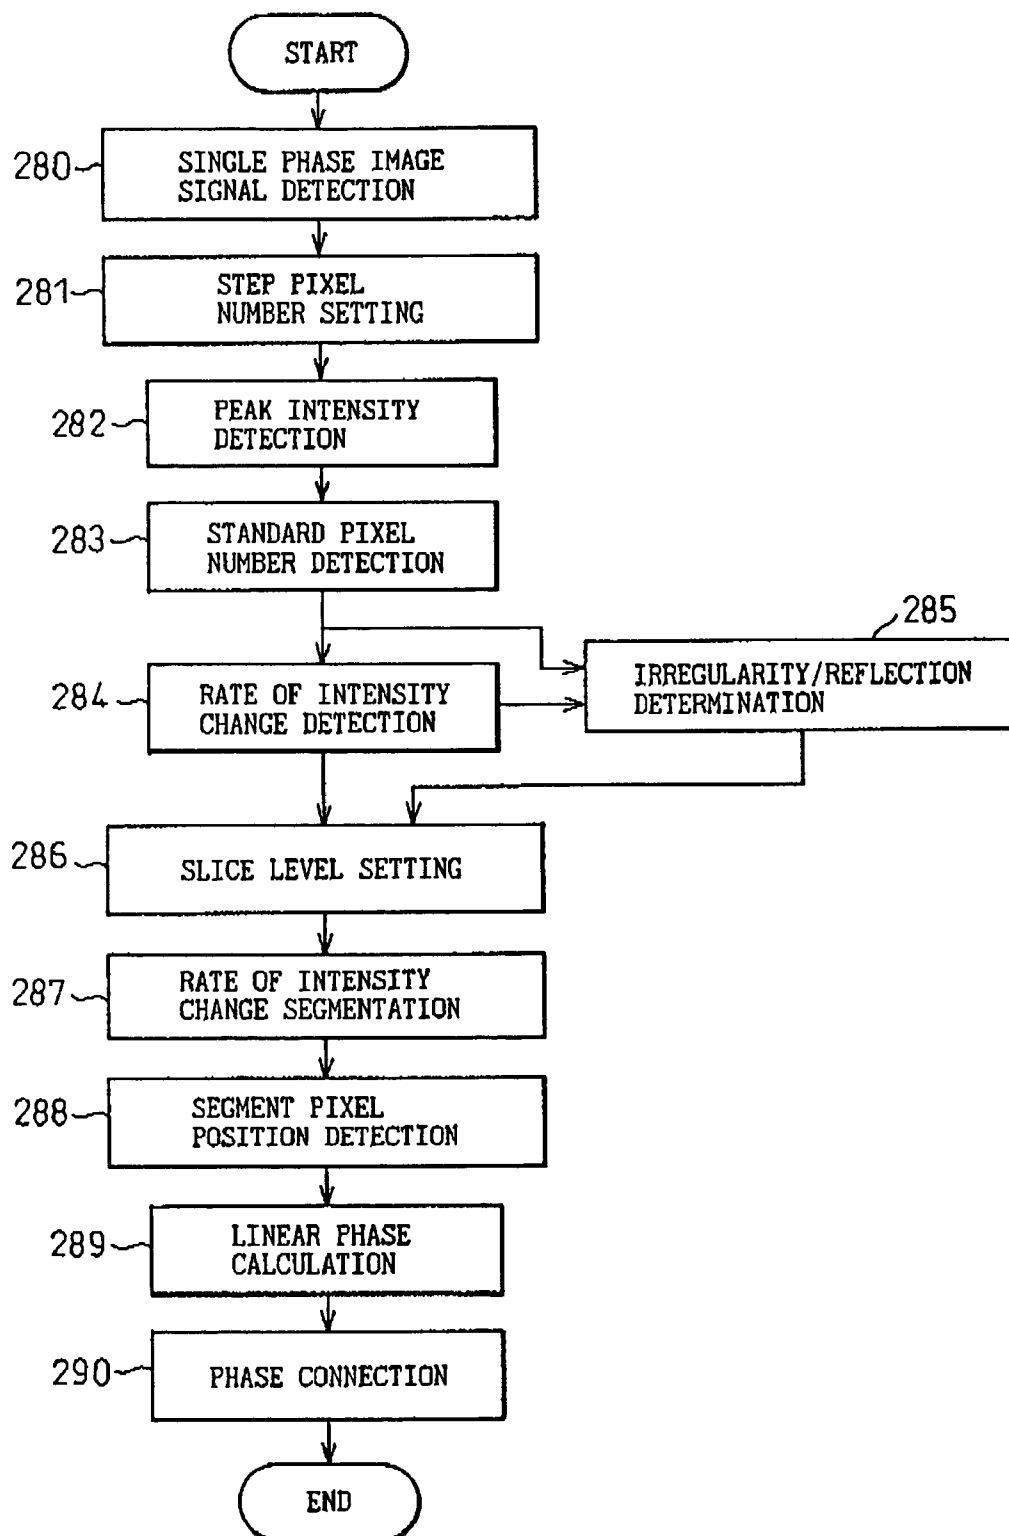 START
280
SINGLE PHASE IMAGE
SIGNAL DETECTION
281
STEP PIXEL
NUMBER SETTING
282
PEAK INTENSITY
DETECTION
283
STANDARD PIXEL
NUMBER DETECTION
285
IRREGULARITY/REFLECTION
DETERMINATION
284
RATE OF INTENSITY
CHANGE DETECTION
286
SLICE LEVEL SETTING
287
RATE OF INTENSITY
CHANGE SEGMENTATION
288
SEGMENT PIXEL
POSITION DETECTION
289
LINEAR PHASE
CALCULATION
290
PHASE CONNECTION
END